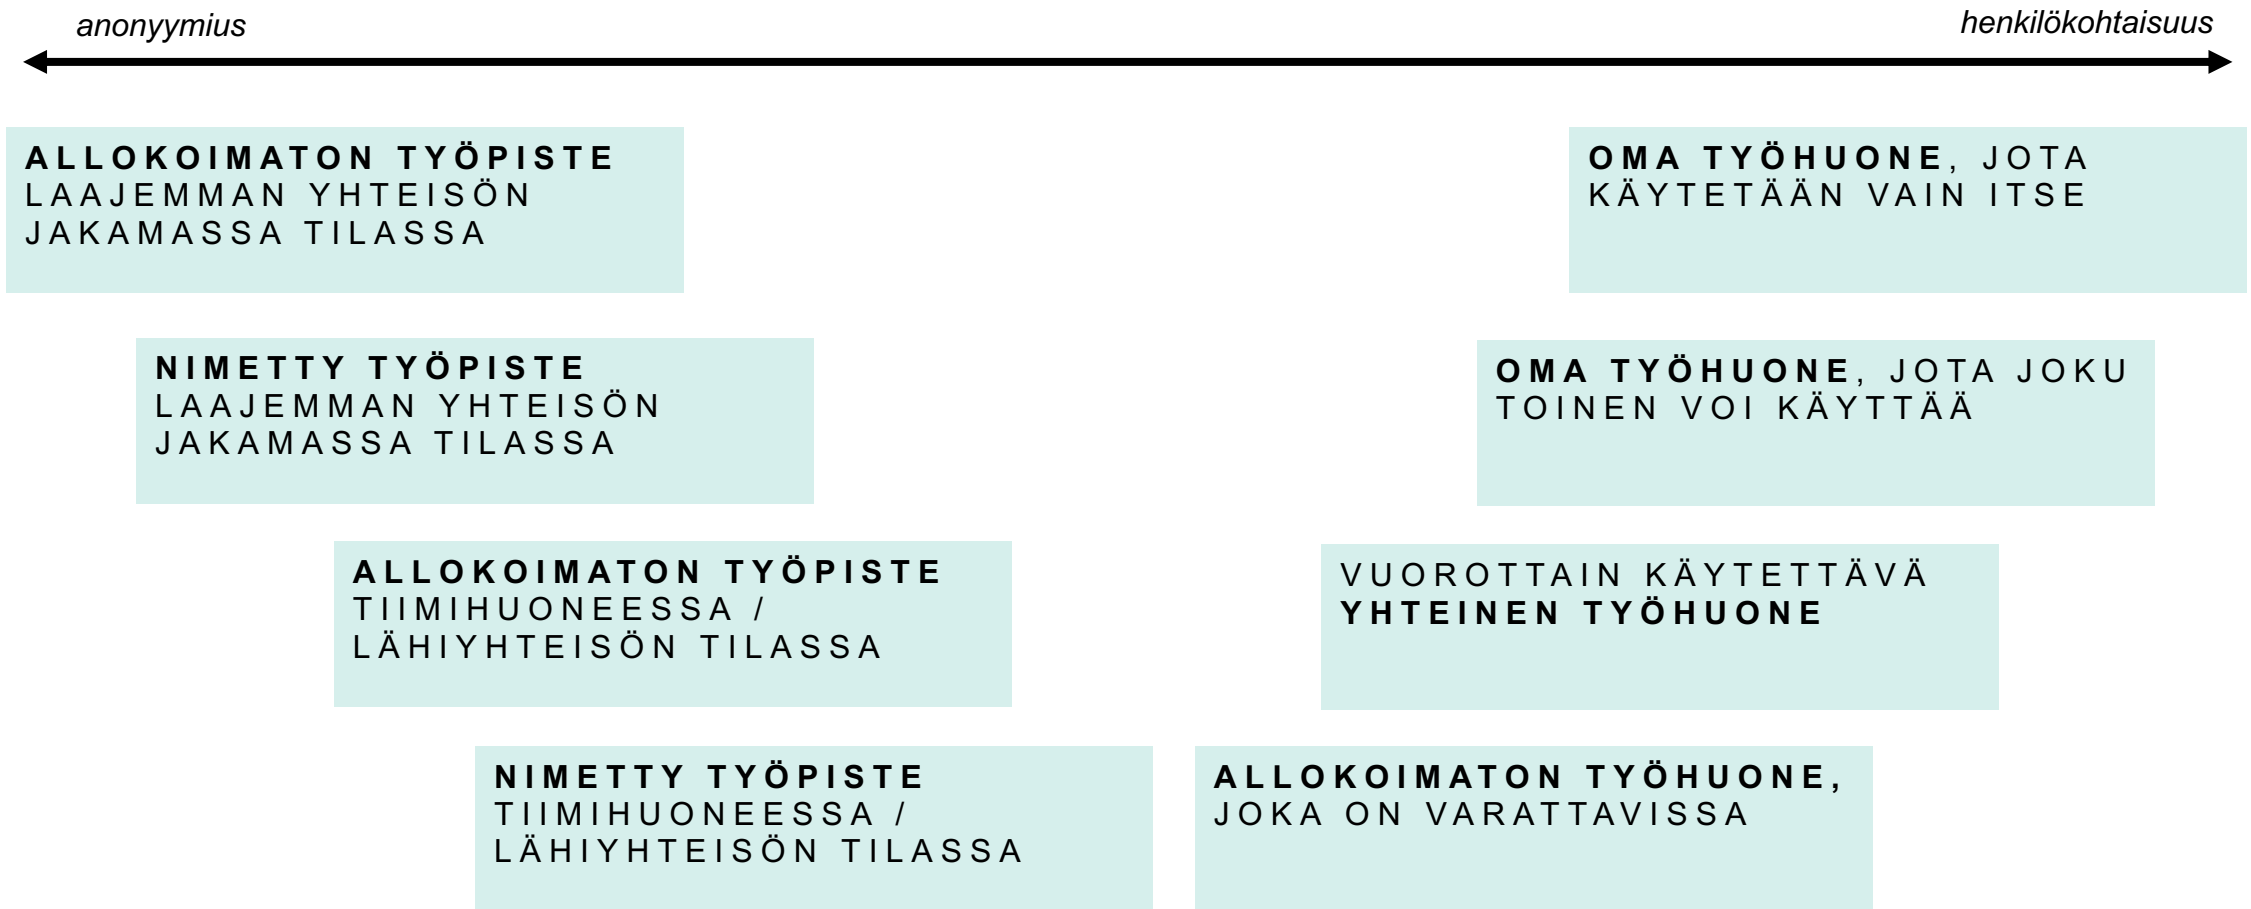 anonyymius
henkilökohtaisuus
ALLOKOIMATON TYÖPISTE
LAAJEMMAN YHTEISÖN
JAKAMASSA TILASSA
OMA TYÖHUONE, JOTA
KÄYTETÄÄN VAIN ITSE
NIMETTY TYÖPISTE
LAAJEMMAN YHTEISÖN
JAKAMASSA TILASSA
OMA TYÖHUONE, JOTA JOKU
TOINEN VOI KÄYTTÄÄ
ALLOKOIMATON TYÖPISTE
TIIMIHUONEESSA /
LÄHIYHTEISÖN TILASSA
VUOROTTAIN KÄYTETTÄVÄ
YHTEINEN TYÖHUONE
NIMETTY TYÖPISTE
TIIMIHUONEESSA /
LÄHIYHTEISÖN TILASSA
ALLOKOIMATON TYÖHUONE,
JOKA ON VARATTAVISSA